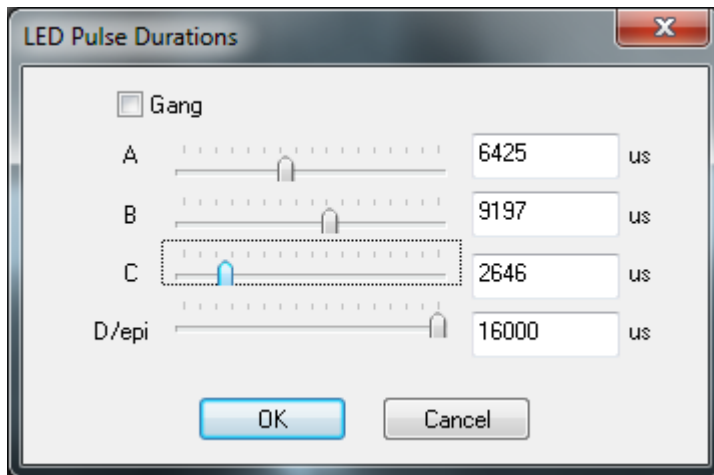 LED Pulse Durations
Gang
A 6425 us
B 9197 us
C 2646 us
D/epi 16000 us
OK Cancel